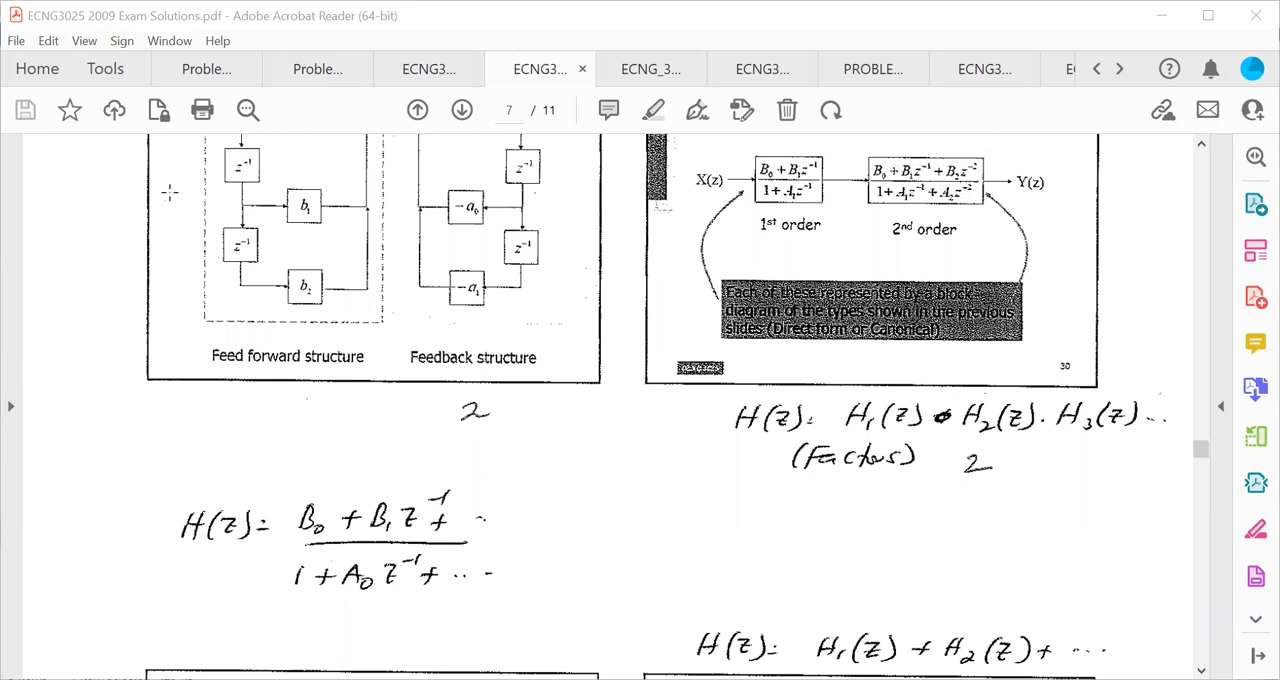 ECNG3025 2009 Exam Solutions.pdf - Adobe Acrobat Reader (64-bit)
File Edit View Sign Window Help
Home Tools Proble... Proble... ECNG3... ECNG3... × ECNG_3... ECNG3... PROBLE... ECNG3...
7 / 11
z⁻¹
b₁
z⁻¹
b₂
Feed forward structure
z⁻¹
-a₀
z⁻¹
-a₁
Feedback structure
2
X(z) (B₀ + B₁z⁻¹)/(1 + A₁z⁻¹) (B₀ + B₁z⁻¹ + B₂z⁻²)/(1 + A₁z⁻¹ + A₂z⁻²) Y(z)
1st order 2nd order
Each of these represented by a block
diagram of the types shown in the previous
slides (Direct form or Canonical)
30
H(z) = H₁(z) • H₂(z) . H₃(z) ...
(Factors) 2
H(z) = B₀ + B₁ z⁻¹ + ..
1 + A₀ z⁻¹ + ...
H(z) = H₁(z) + H₂(z) + ...